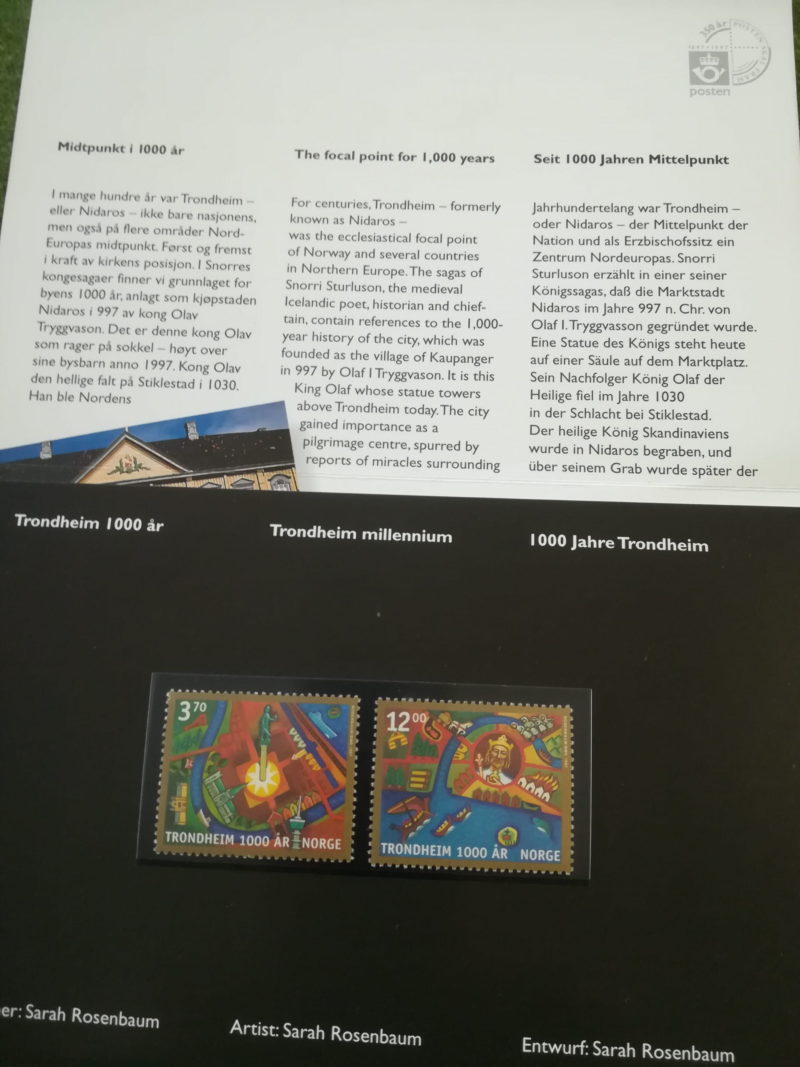 350 år POSTEN SKAL FRAM
1647-1997
posten
Midtpunkt i 1000 år
I mange hundre år var Trondheim –
eller Nidaros – ikke bare nasjonens,
men også på flere områder Nord-
Europas midtpunkt. Først og fremst
i kraft av kirkens posisjon. I Snorres
kongesagaer finner vi grunnlaget for
byens 1000 år, anlagt som kjøpstaden
Nidaros i 997 av kong Olav
Tryggvason. Det er denne kong Olav
som rager på sokkel – høyt over
sine bysbarn anno 1997. Kong Olav
den hellige falt på Stiklestad i 1030.
Han ble Nordens
The focal point for 1,000 years
For centuries, Trondheim – formerly
known as Nidaros –
was the ecclesiastical focal point
of Norway and several countries
in Northern Europe. The sagas of
Snorri Sturluson, the medieval
Icelandic poet, historian and chief-
tain, contain references to the 1,000-
year history of the city, which was
founded as the village of Kaupanger
in 997 by Olaf I Tryggvason. It is this
King Olaf whose statue towers
above Trondheim today. The city
gained importance as a
pilgrimage centre, spurred by
reports of miracles surrounding
Seit 1000 Jahren Mittelpunkt
Jahrhundertelang war Trondheim –
oder Nidaros – der Mittelpunkt der
Nation und als Erzbischofssitz ein
Zentrum Nordeuropas. Snorri
Sturluson erzählt in einer seiner
Königssagas, daß die Marktstadt
Nidaros im Jahre 997 n. Chr. von
Olaf I. Tryggvasson gegründet wurde.
Eine Statue des Königs steht heute
auf einer Säule auf dem Marktplatz.
Sein Nachfolger König Olaf der
Heilige fiel im Jahre 1030
in der Schlacht bei Stiklestad.
Der heilige König Skandinaviens
wurde in Nidaros begraben, und
über seinem Grab wurde später der
Trondheim 1000 år
Trondheim millennium
1000 Jahre Trondheim
3.70
TRONDHEIM 1000 ÅR NORGE
12.00
TRONDHEIM 1000 ÅR NORGE
er: Sarah Rosenbaum
Artist: Sarah Rosenbaum
Entwurf: Sarah Rosenbaum